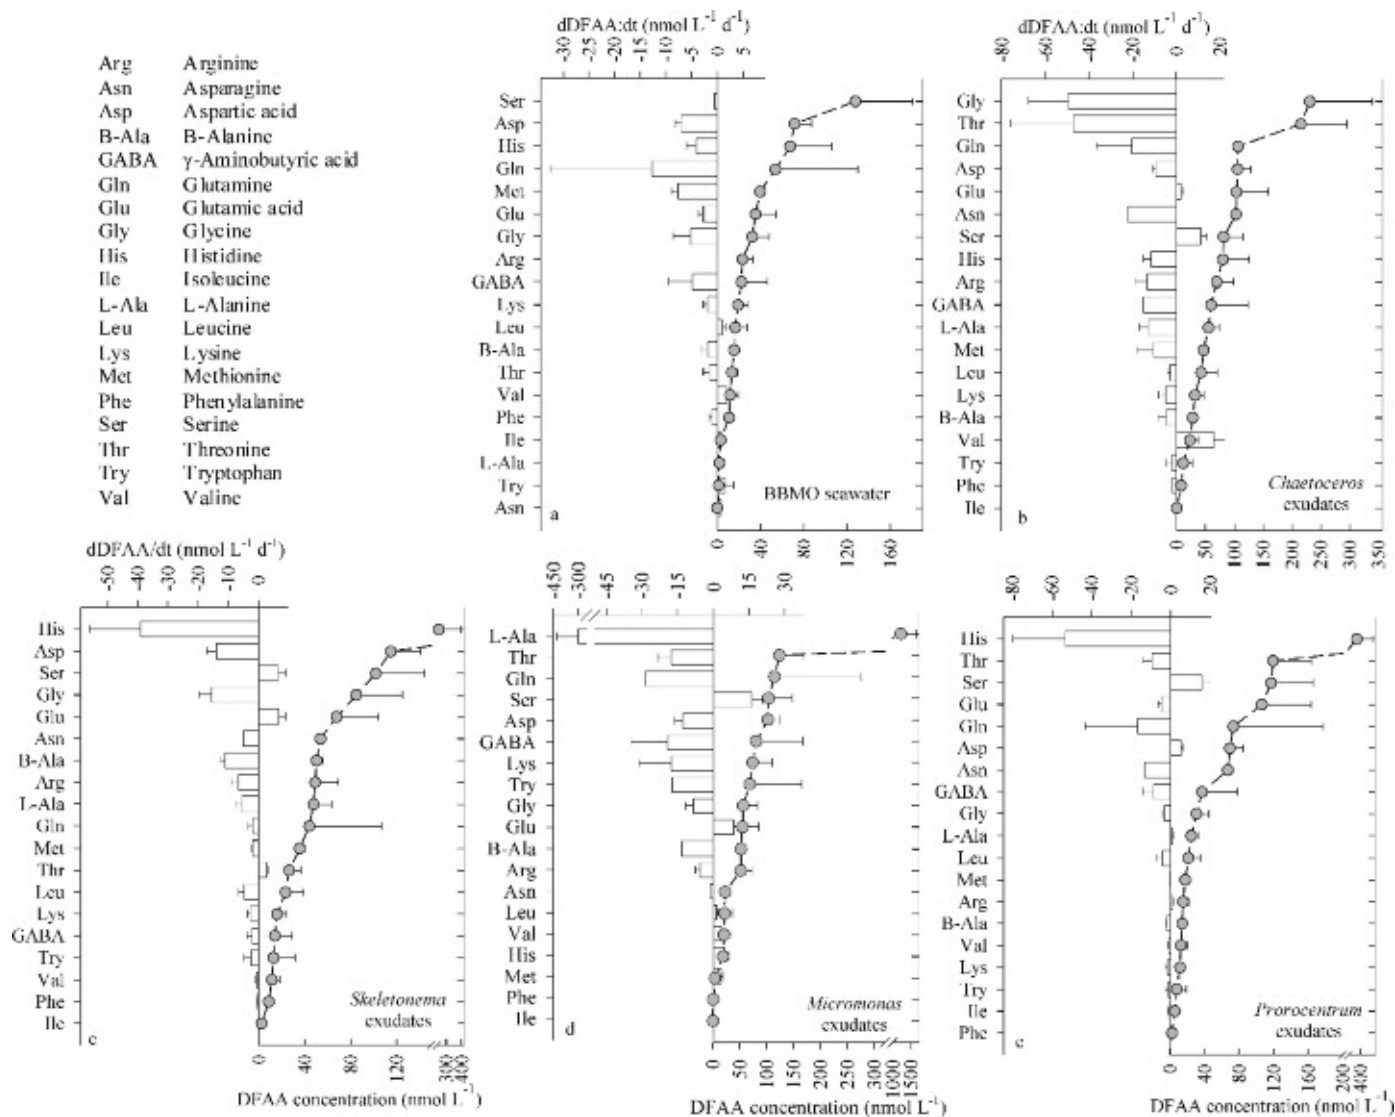 Arg Arginine
Asn Asparagine
Asp Aspartic acid
B-Ala B-Alanine
GABA γ-Aminobutyric acid
Gln Glutamine
Glu Glutamic acid
Gly Glycine
His Histidine
Ile Isoleucine
L-Ala L-Alanine
Leu Leucine
Lys Lysine
Met Methionine
Phe Phenylalanine
Ser Serine
Thr Threonine
Try Tryptophan
Val Valine
dDFAA:dt (nmol L⁻¹ d⁻¹)
-30 -25 -20 -15 -10 -5 0 5
Ser
Asp
His
Gln
Met
Glu
Gly
Arg
GABA
Lys
Leu
B-Ala
Thr
Val
Phe
Ile
L-Ala
Try
Asn
BBMO seawater
a
0 40 80 120 160
dDFAA:dt (nmol L⁻¹ d⁻¹)
-80 -60 -40 -20 0 20
Gly
Thr
Gln
Asp
Glu
Asn
Ser
His
Arg
GABA
L-Ala
Met
Leu
Lys
B-Ala
Val
Try
Phe
Ile
Chaetoceros
exudates
b
0 50 100 150 200 250 300 350
dDFAA/dt (nmol L⁻¹ d⁻¹)
-50 -40 -30 -20 -10 0
His
Asp
Ser
Gly
Glu
Asn
B-Ala
Arg
L-Ala
Gln
Met
Thr
Leu
Lys
GABA
Try
Val
Phe
Ile
Skeletonema
exudates
c
0 40 80 120 300 400
DFAA concentration (nmol L⁻¹)
-450 -300 -45 -30 -15 0 15 30
L-Ala
Thr
Gln
Ser
Asp
GABA
Lys
Try
Gly
Glu
B-Ala
Arg
Asn
Leu
Val
His
Met
Phe
Ile
Micromonas
exudates
d
0 50 100 150 200 250 300 1000 1500
DFAA concentration (nmol L⁻¹)
-80 -60 -40 -20 0 20
His
Thr
Ser
Glu
Gln
Asp
Asn
GABA
Gly
L-Ala
Leu
Met
Arg
B-Ala
Val
Lys
Try
Ile
Phe
Prorocentrum
exudates
0 40 80 120 160 200 400
DFAA concentration (nmol L⁻¹)